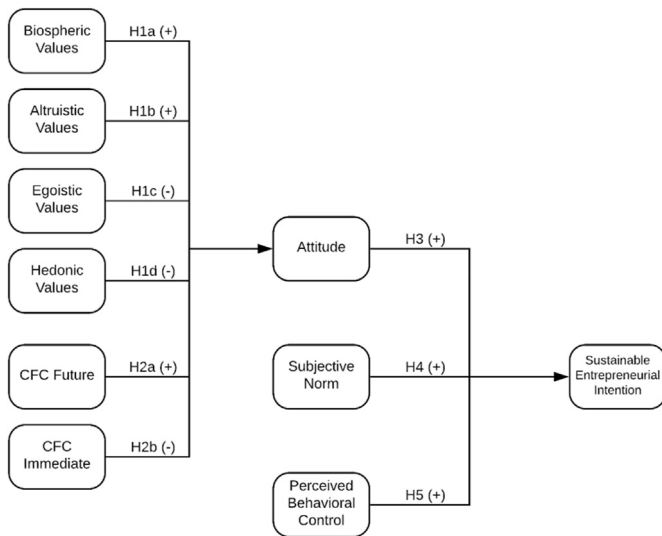 Biospheric
Values
H1a (+)
Altruistic
Values
H1b (+)
Egoistic
Values
H1c (-)
Hedonic
Values
H1d (-)
CFC Future
H2a (+)
CFC
Immediate
H2b (-)
Attitude
H3 (+)
Subjective
Norm
H4 (+)
Perceived
Behavioral
Control
H5 (+)
Sustainable
Entrepreneurial
Intention